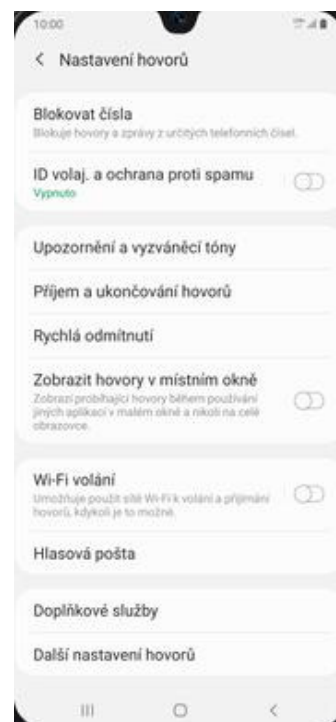 10:00
Nastavení hovorů
Blokovat čísla
Blokuje hovory a zprávy z určitých telefonních čísel.
ID volaj. a ochrana proti spamu
Vypnuto
Upozornění a vyzváněcí tóny
Příjem a ukončování hovorů
Rychlá odmítnutí
Zobrazit hovory v místním okně
Zobrazí probíhající hovory během používání
jiných aplikací v malém okně a nikoli na celé
obrazovce.
Wi-Fi volání
Umožňuje použít sítě Wi-Fi k volání a přijímání
hovorů, kdykoli je to možné.
Hlasová pošta
Doplňkové služby
Další nastavení hovorů